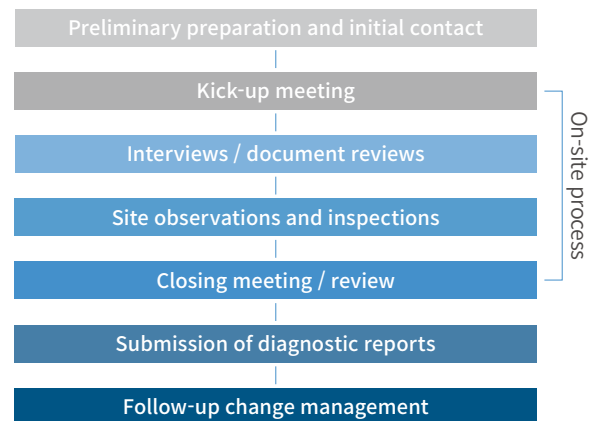 Preliminary preparation and initial contact
Kick-up meeting
Interviews / document reviews
Site observations and inspections
Closing meeting / review
Submission of diagnostic reports
Follow-up change management
On-site process